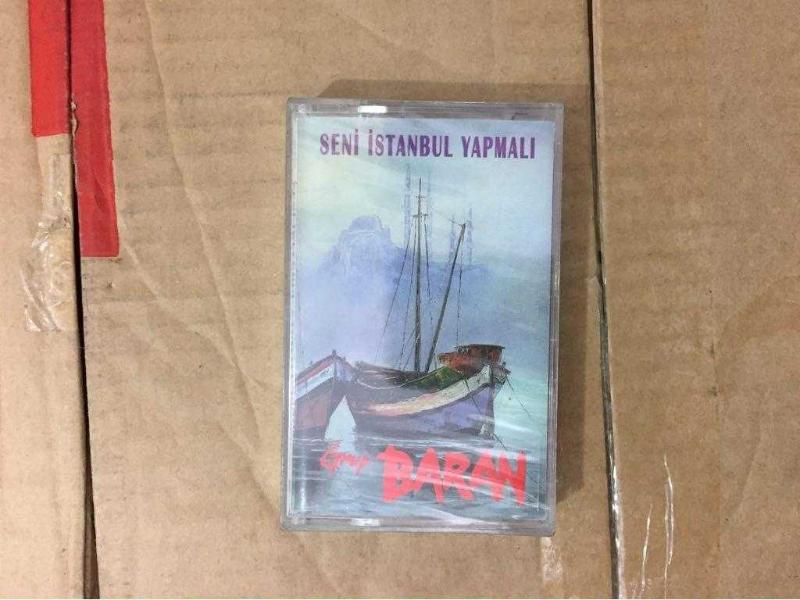 SENİ İSTANBUL YAPMALI
Grup BARAN